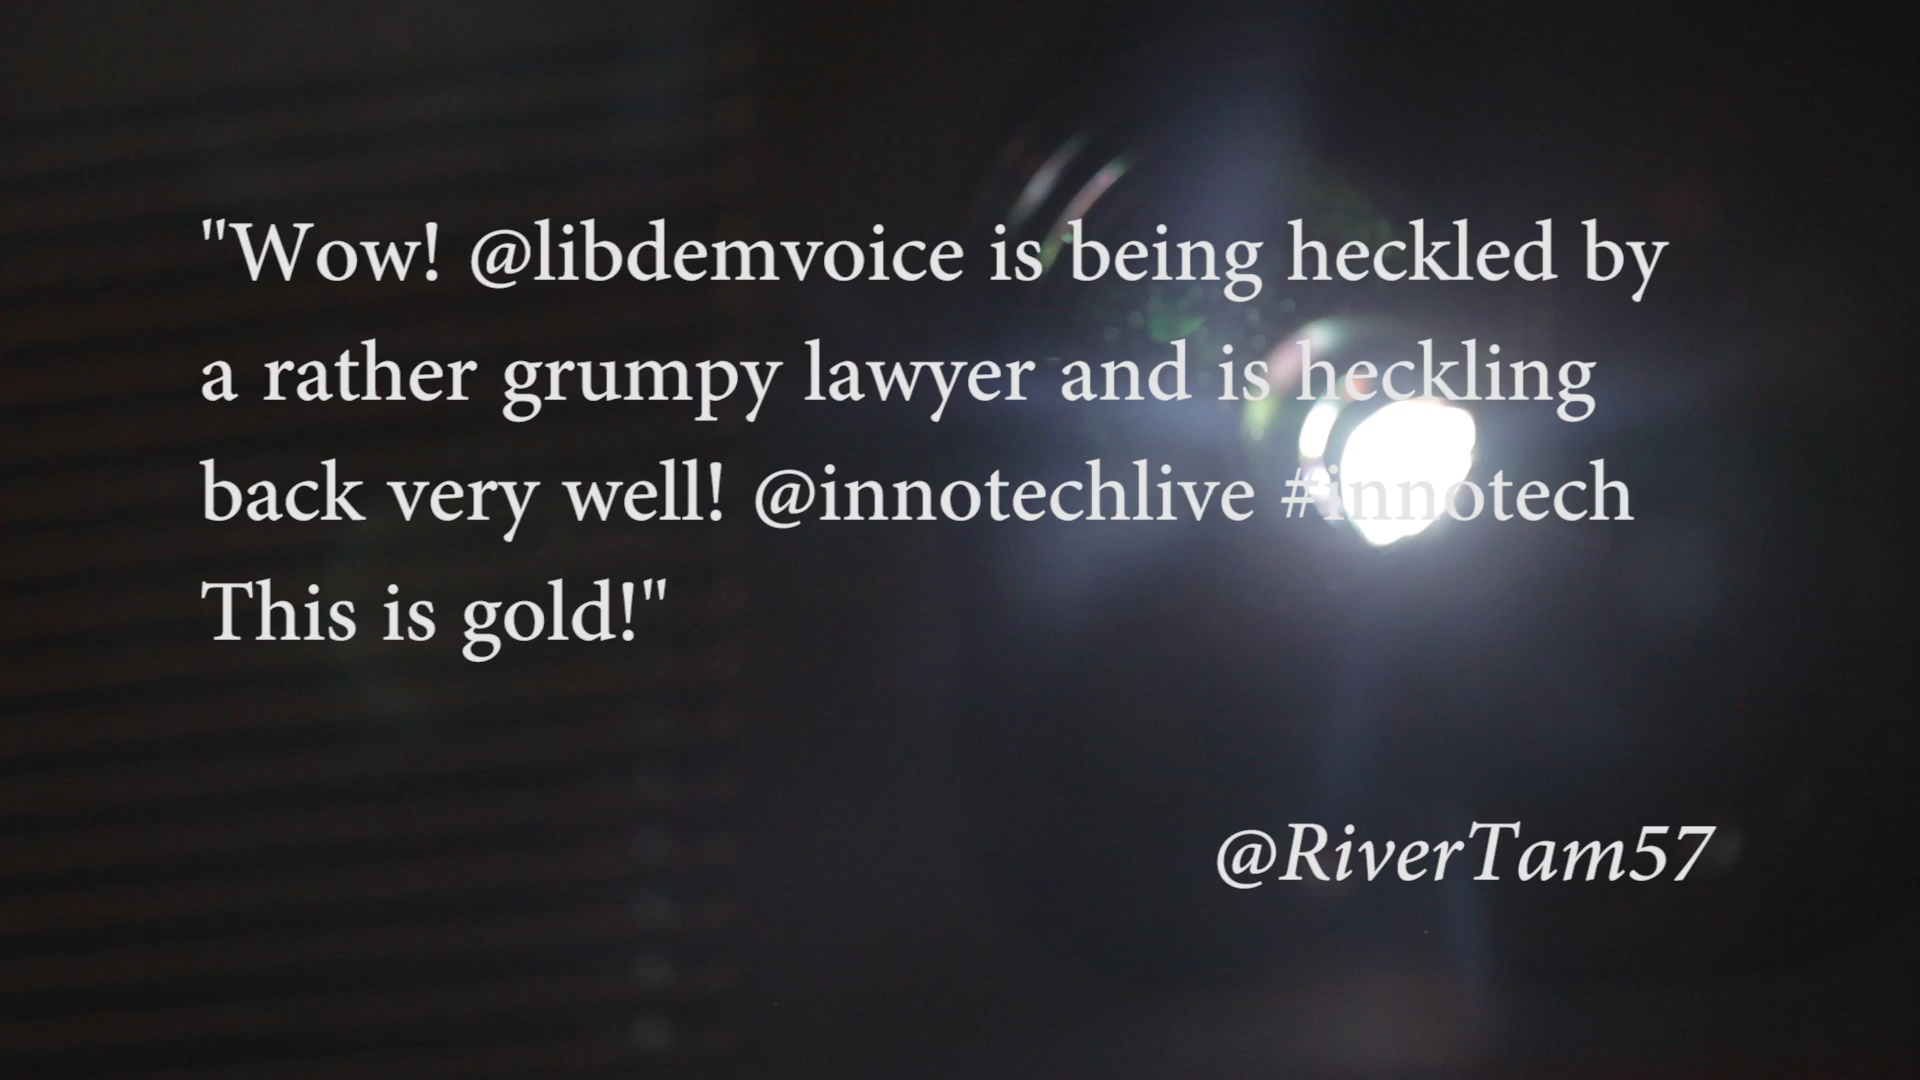 "Wow! @libdemvoice is being heckled by
a rather grumpy lawyer and is heckling
back very well! @innotechlive #innotech
This is gold!"
@RiverTam57